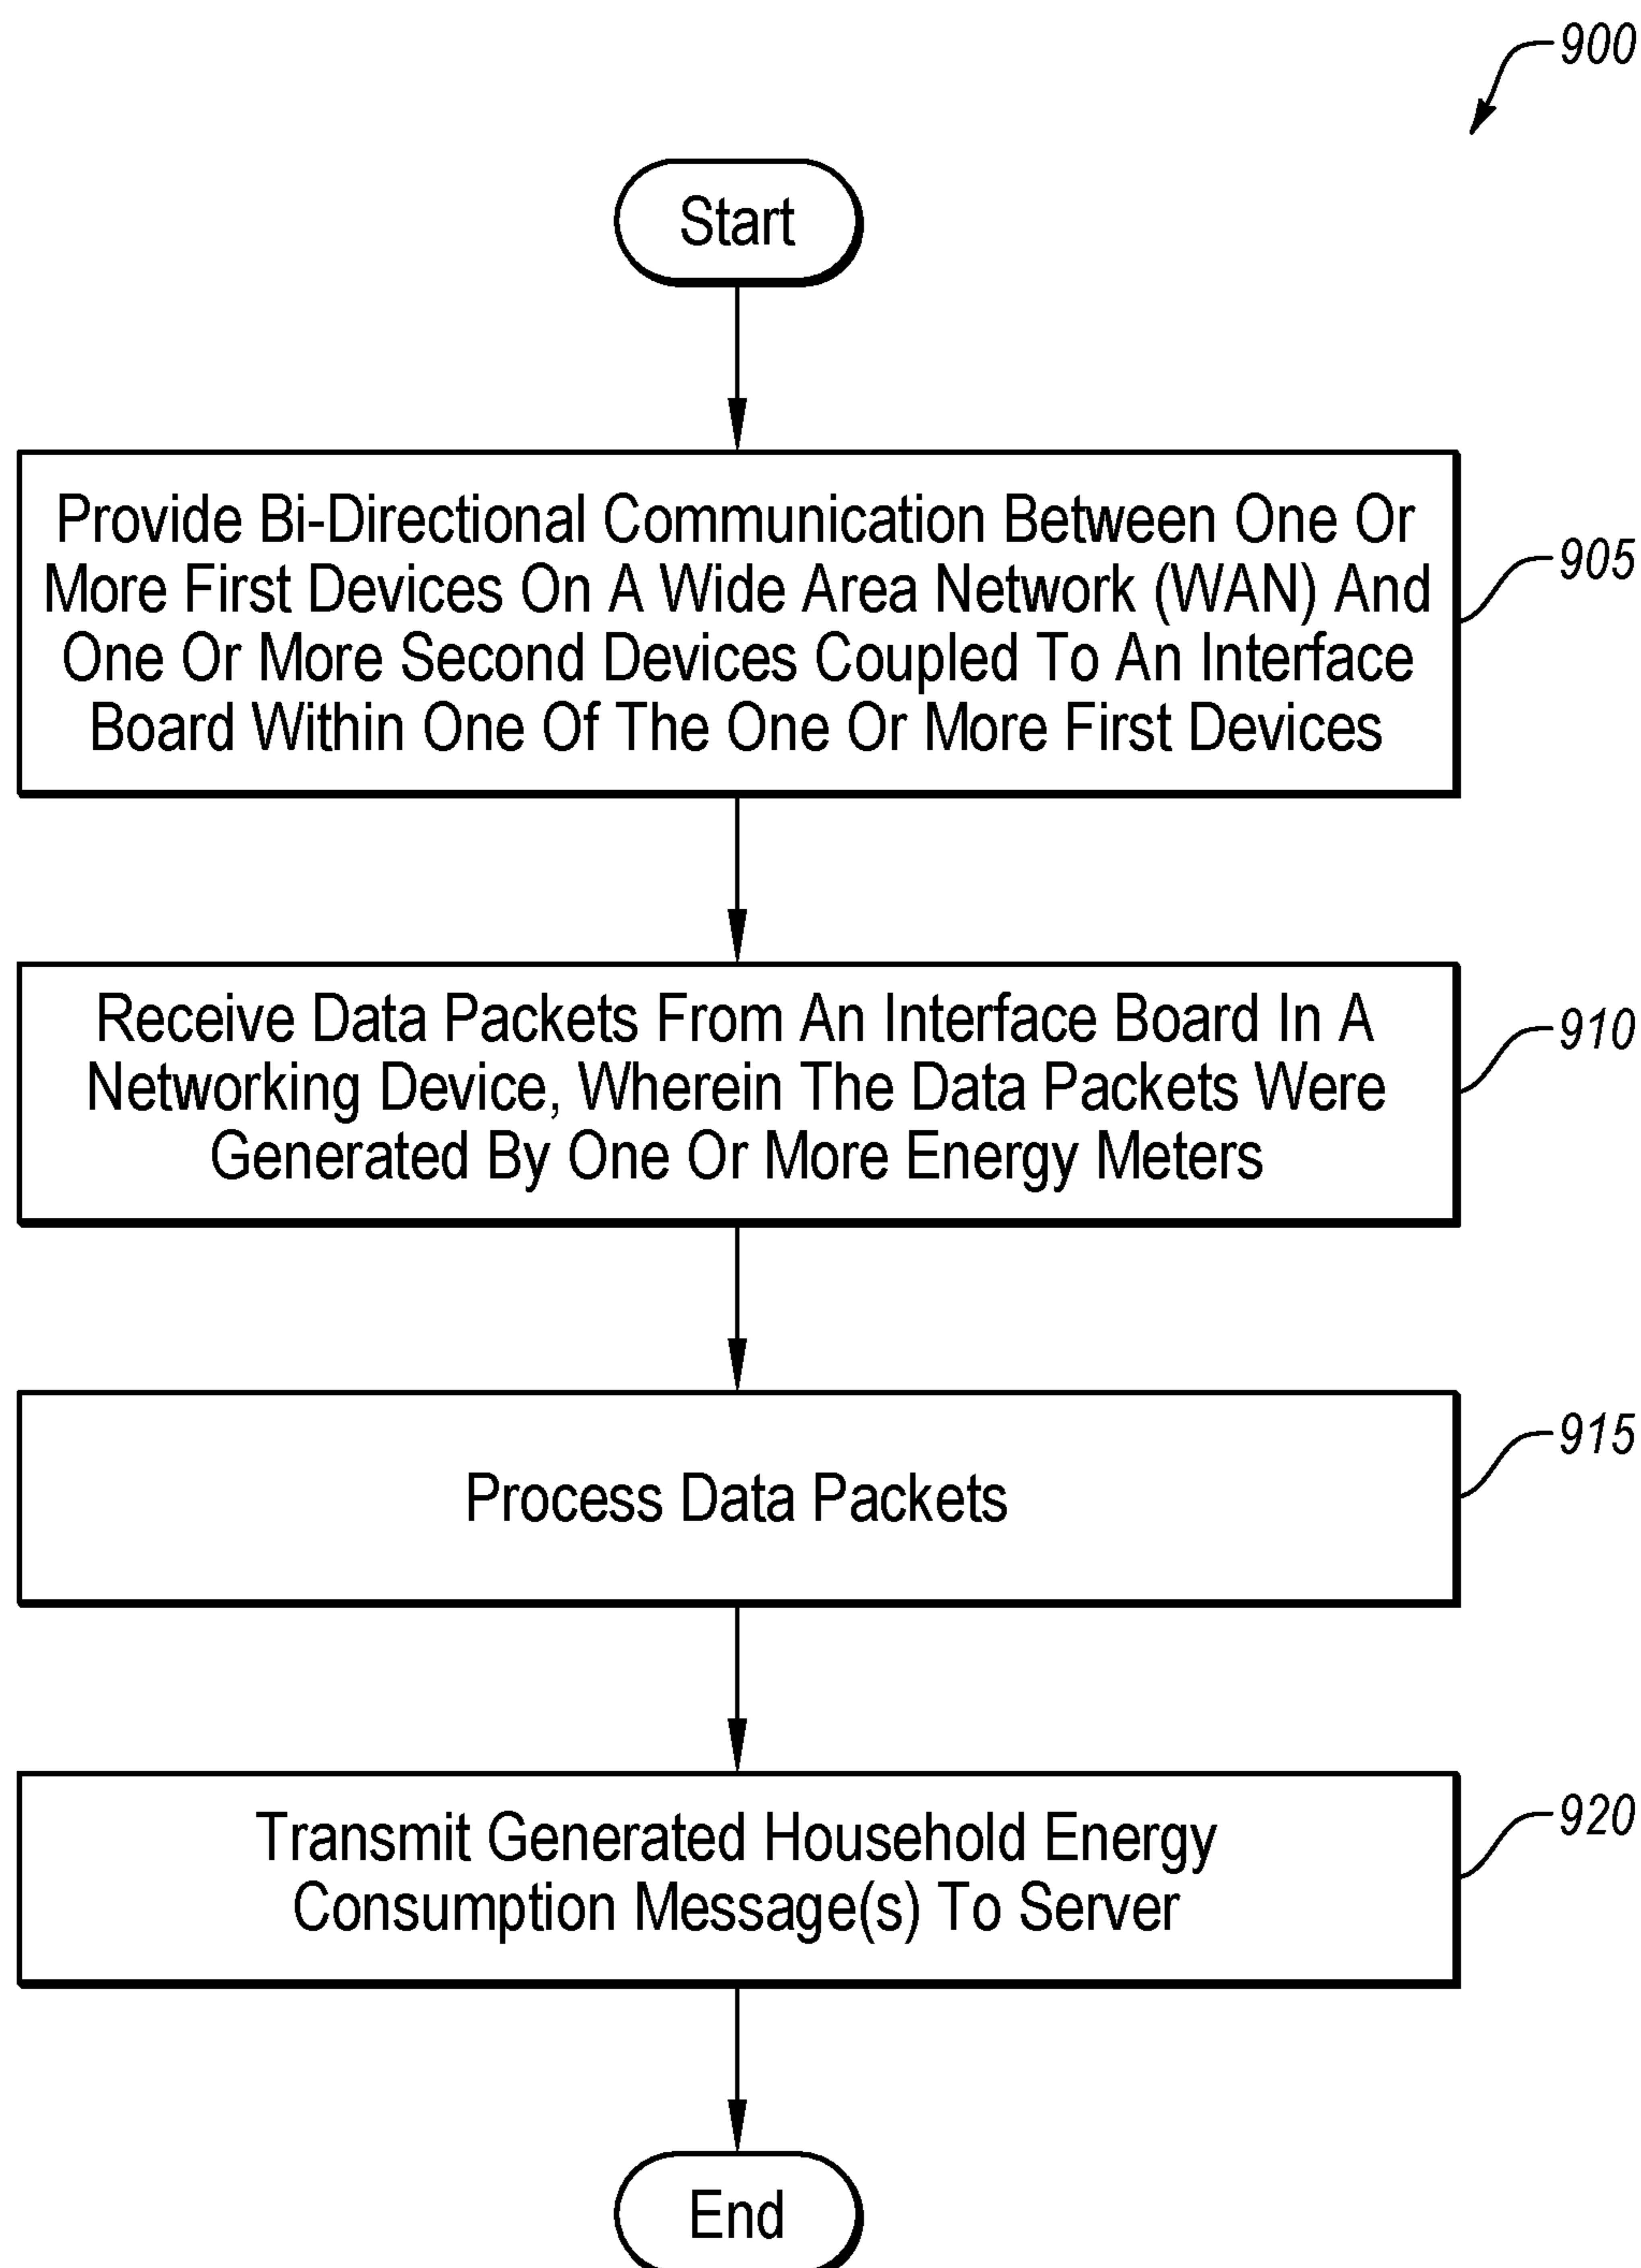 900
Start
Provide Bi-Directional Communication Between One Or
More First Devices On A Wide Area Network (WAN) And
One Or More Second Devices Coupled To An Interface
Board Within One Of The One Or More First Devices
905
Receive Data Packets From An Interface Board In A
Networking Device, Wherein The Data Packets Were
Generated By One Or More Energy Meters
910
Process Data Packets
915
Transmit Generated Household Energy
Consumption Message(s) To Server
920
End